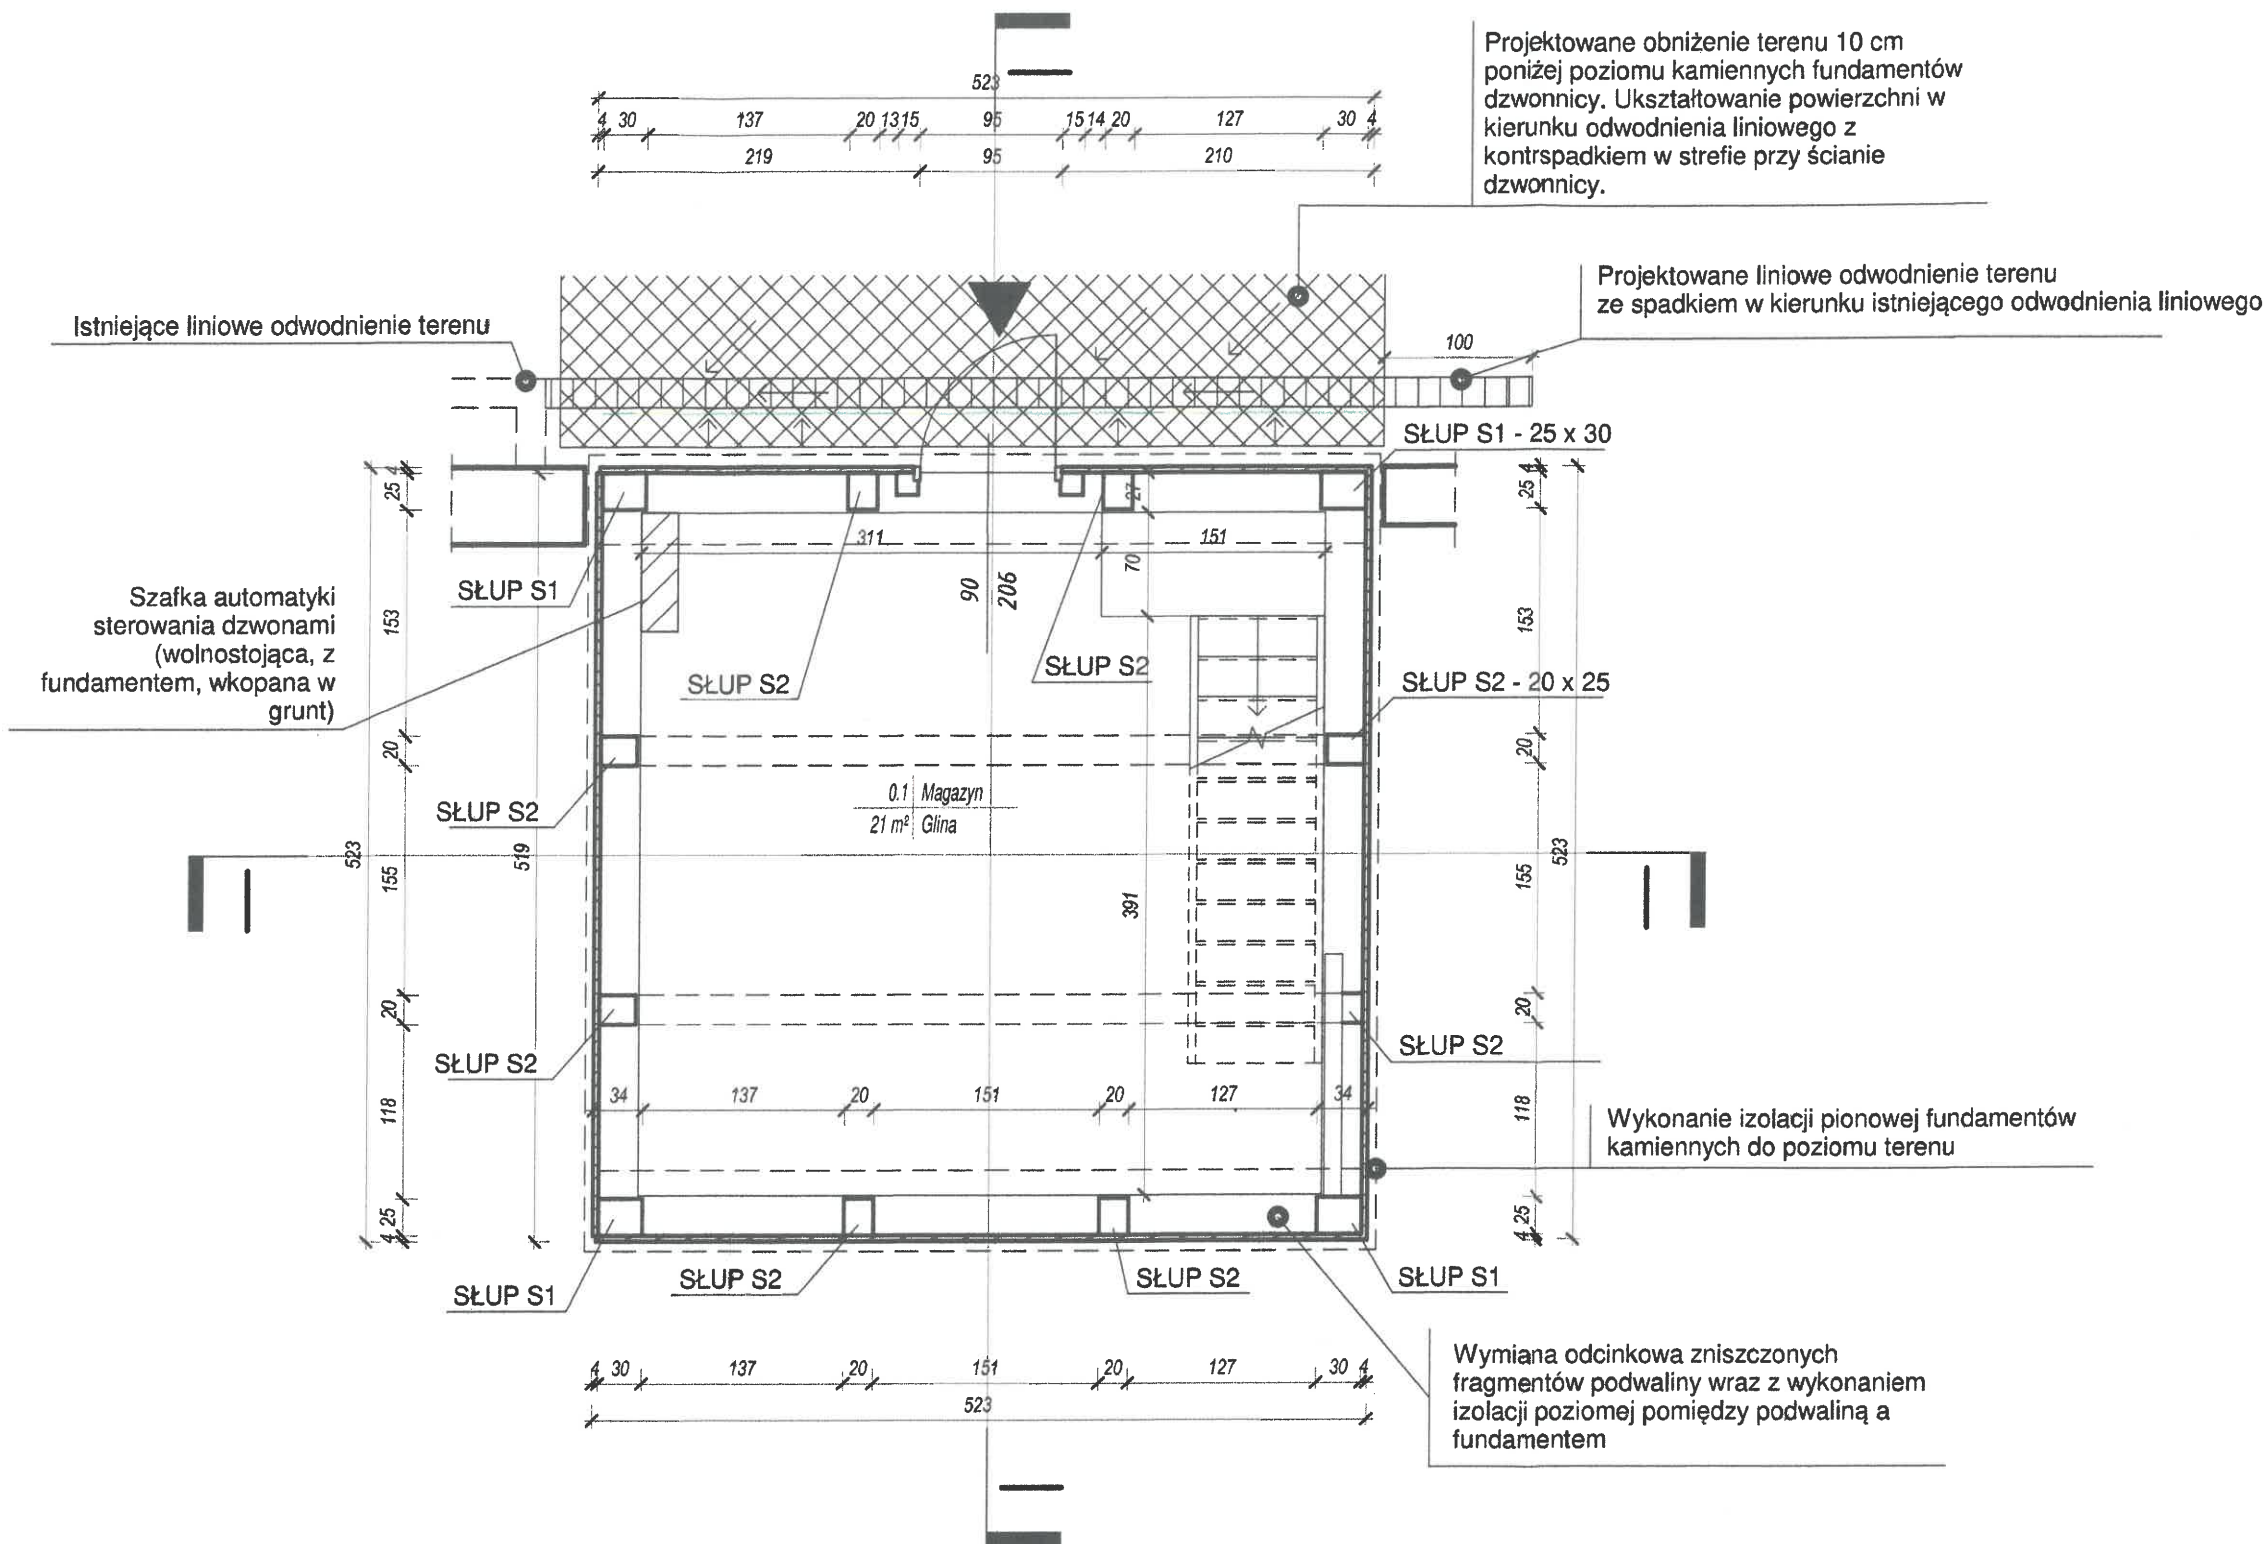 Projektowane obniżenie terenu 10 cm
poniżej poziomu kamiennych fundamentów
dzwonnicy. Ukształtowanie powierzchni w
kierunku odwodnienia liniowego z
kontrspadkiem w strefie przy ścianie
dzwonnicy.
523
4 30 137 20 13 15 95 15 14 20 127 30 4
219 95 210
Projektowane liniowe odwodnienie terenu
ze spadkiem w kierunku istniejącego odwodnienia liniowego
Istniejące liniowe odwodnienie terenu
100
SŁUP S1 - 25 x 30
4
25
153
20
155
20
118
25
4
523
519
27
311
151
70
90
206
SŁUP S1
Szafka automatyki
sterowania dzwonami
(wolnostojąca, z
fundamentem, wkopana w
grunt)
SŁUP S2
SŁUP S2
SŁUP S2 - 20 x 25
0.1 Magazyn
21 m² Glina
SŁUP S2
391
4
25
153
20
155
20
118
25
4
523
SŁUP S2
SŁUP S2
34 137 20 151 20 127 34
Wykonanie izolacji pionowej fundamentów
kamiennych do poziomu terenu
SŁUP S1
SŁUP S2
SŁUP S2
SŁUP S1
Wymiana odcinkowa zniszczonych
fragmentów podwaliny wraz z wykonaniem
izolacji poziomej pomiędzy podwaliną a
fundamentem
4 30 137 20 151 20 127 30 4
523